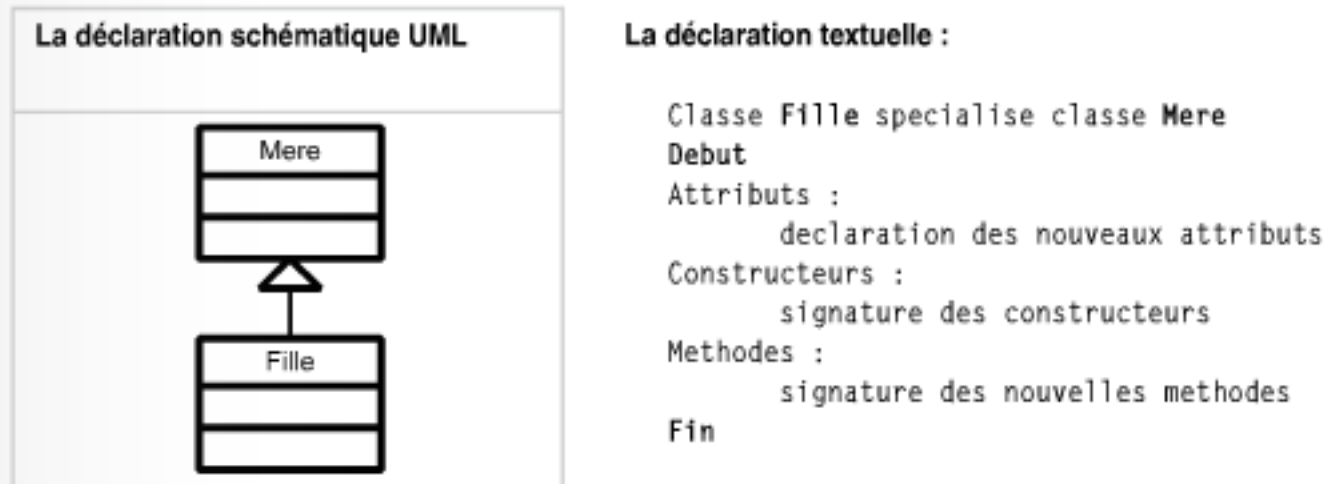 La déclaration schématique UML
Mere
Fille
La déclaration textuelle :
Classe Fille specialise classe Mere
Debut
Attributs :
declaration des nouveaux attributs
Constructeurs :
signature des constructeurs
Methodes :
signature des nouvelles methodes
Fin